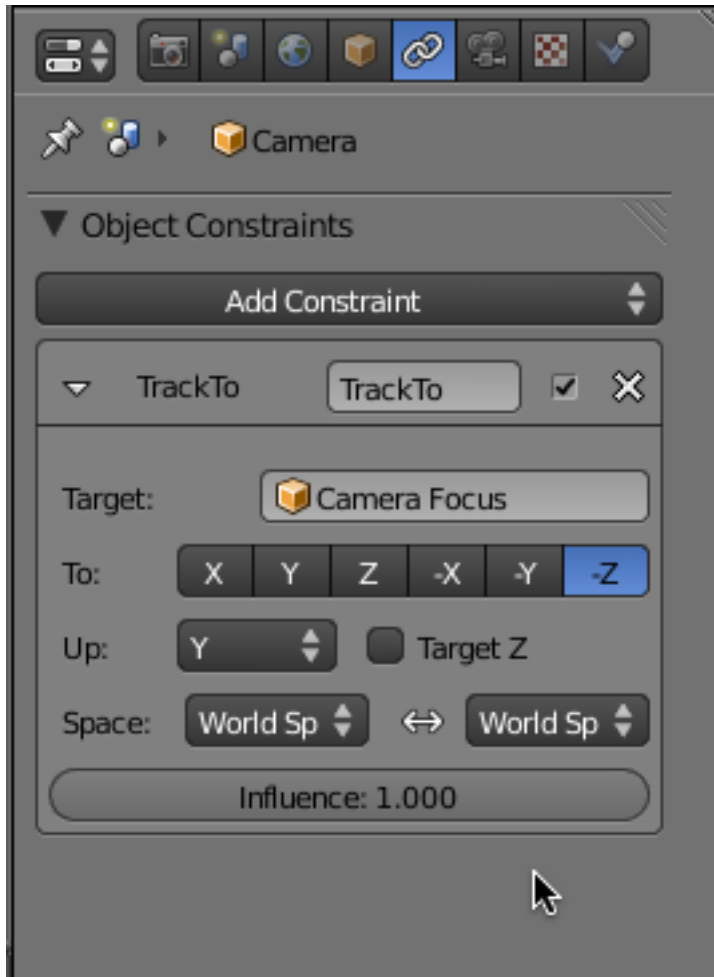 Camera
Object Constraints
Add Constraint
TrackTo TrackTo
Target: Camera Focus
To: X Y Z -X -Y -Z
Up: Y Target Z
Space: World Sp World Sp
Influence: 1.000